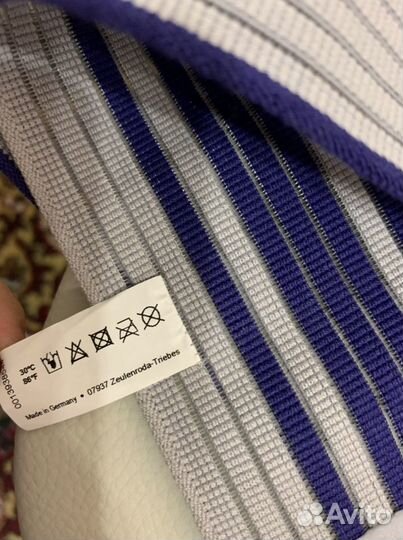 30°C
86°F
Made in Germany • 07937 Zeulenroda-Triebes
Avito